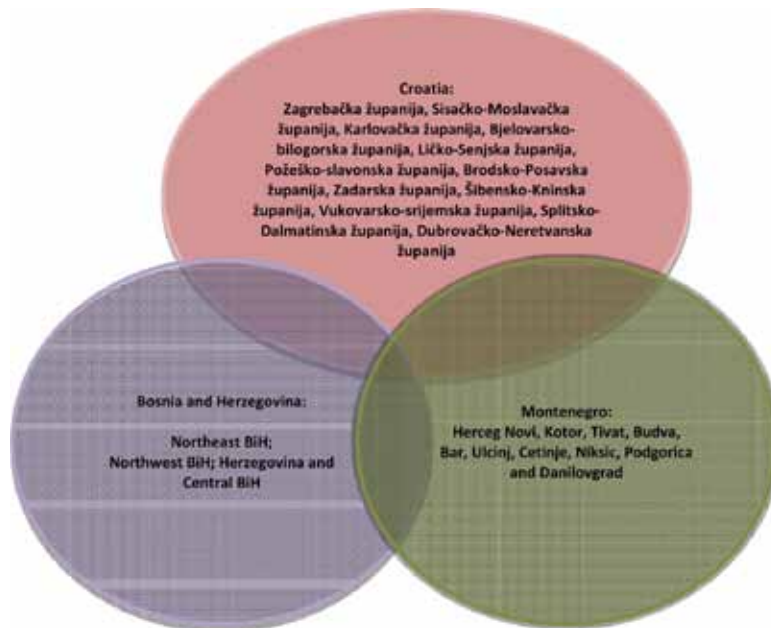 Croatia:
Zagrebačka županija, Sisačko-Moslavačka
županija, Karlovačka županija, Bjelovarsko-
bilogorska županija, Ličko-Senjska županija,
Požeško-slavonska županija, Brodsko-Posavska
županija, Zadarska županija, Šibensko-Kninska
županija, Vukovarsko-srijemska županija, Splitsko-
Dalmatinska županija, Dubrovačko-Neretvanska
županija
Bosnia and Herzegovina:
Northeast BiH;
Northwest BiH; Herzegovina and
Central BiH
Montenegro:
Herceg Novi, Kotor, Tivat, Budva,
Bar, Ulcinj, Cetinje, Niksic, Podgorica
and Danilovgrad